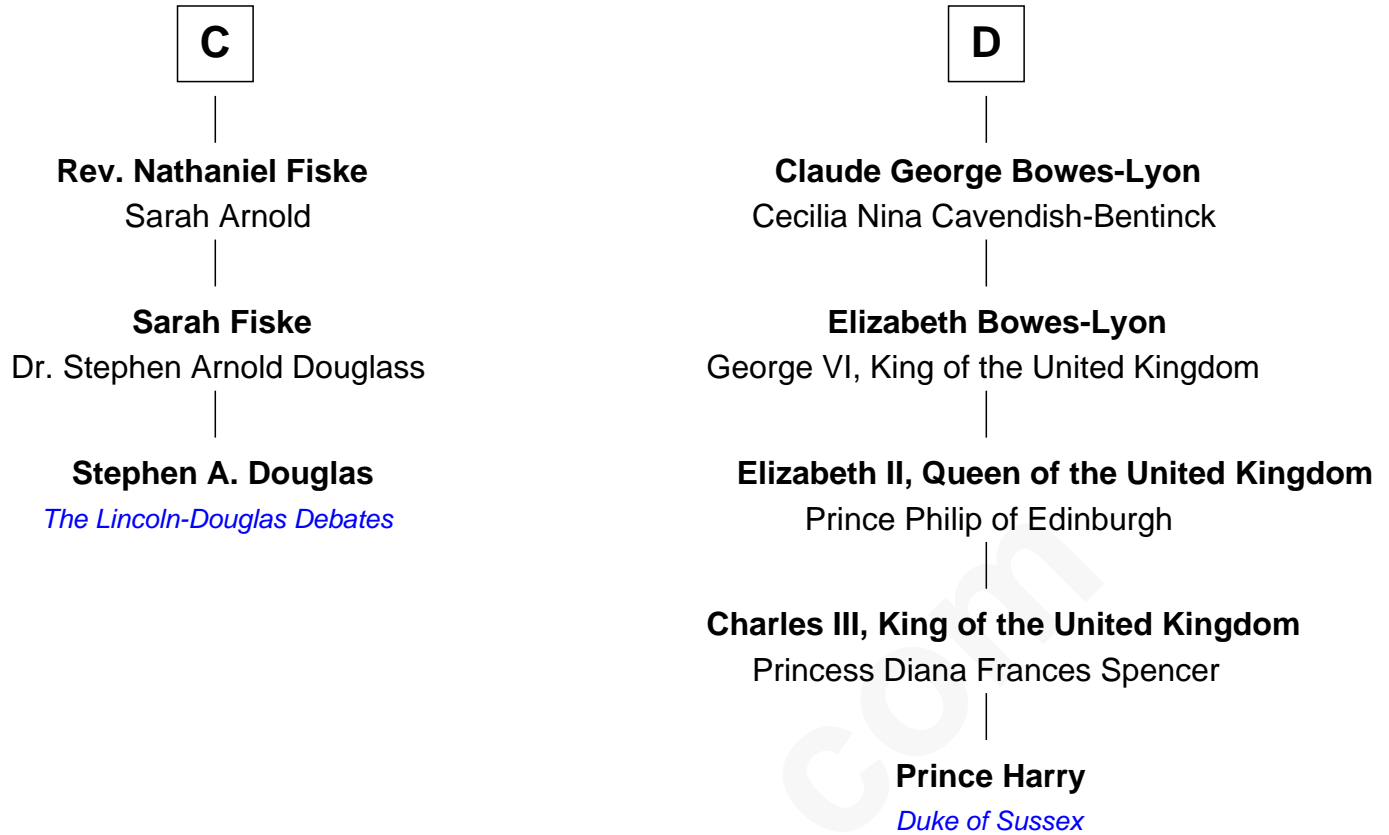 C
Rev. Nathaniel Fiske
Sarah Arnold
Sarah Fiske
Dr. Stephen Arnold Douglass
Stephen A. Douglas
The Lincoln-Douglas Debates
D
Claude George Bowes-Lyon
Cecilia Nina Cavendish-Bentinck
Elizabeth Bowes-Lyon
George VI, King of the United Kingdom
Elizabeth II, Queen of the United Kingdom
Prince Philip of Edinburgh
Charles III, King of the United Kingdom
Princess Diana Frances Spencer
Prince Harry
Duke of Sussex
com